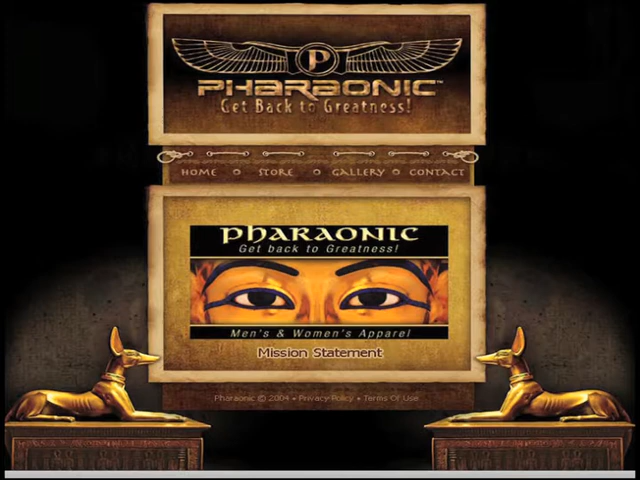 P
PHARAONIC™
Get Back to Greatness!
HOME STORE GALLERY CONTACT
PHARAONIC
Get back to Greatness!
Men's & Women's Apparel
Mission Statement
Pharaonic © 2004 • Privacy Policy • Terms Of Use